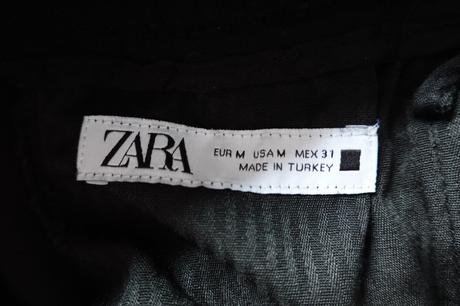 ZARA
EUR M USA M MEX 31
MADE IN TURKEY